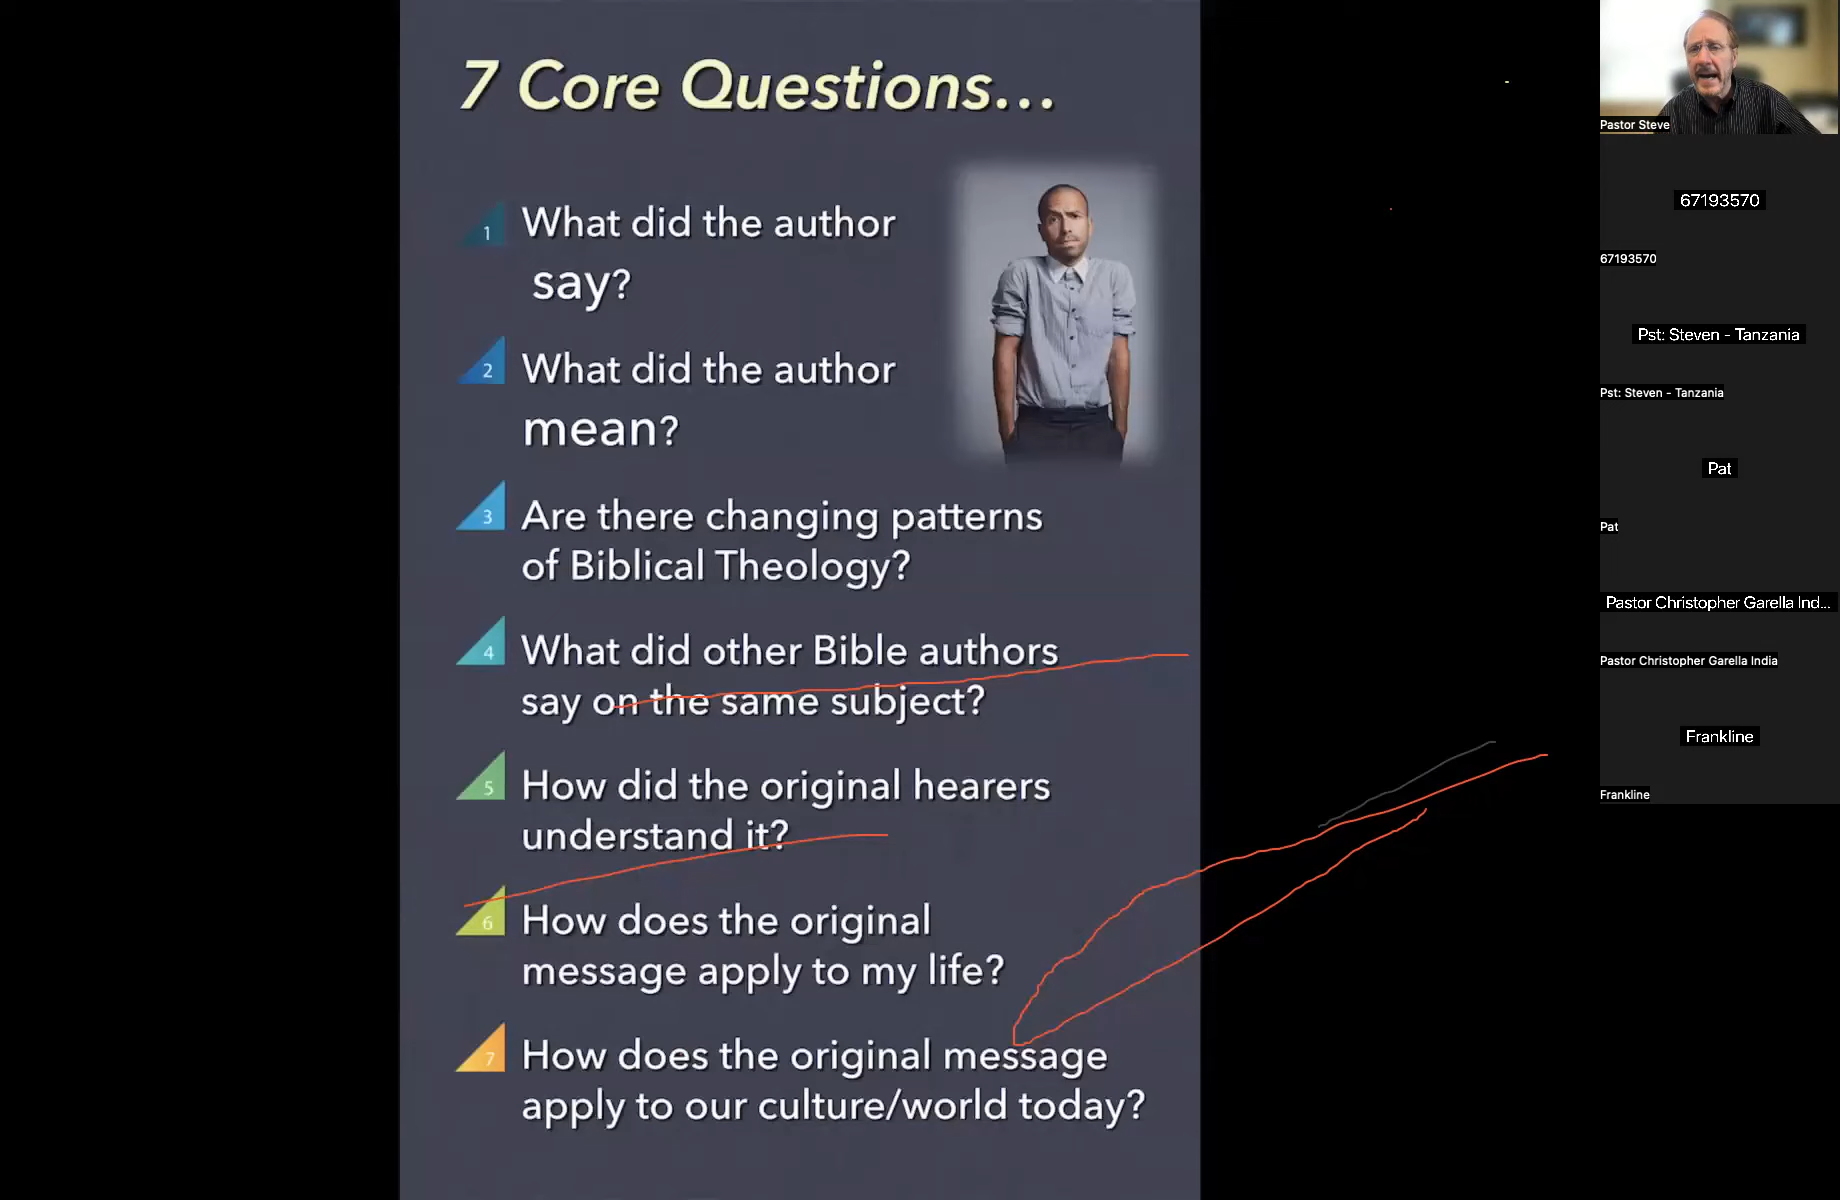 7 Core Questions...
1 What did the author
say?
2 What did the author
mean?
3 Are there changing patterns
of Biblical Theology?
4 What did other Bible authors
say on the same subject?
5 How did the original hearers
understand it?
6 How does the original
message apply to my life?
7 How does the original message
apply to our culture/world today?
Pastor Steve
67193570
67193570
Pst: Steven - Tanzania
Pst: Steven - Tanzania
Pat
Pat
Pastor Christopher Garella Ind...
Pastor Christopher Garella India
Frankline
Frankline